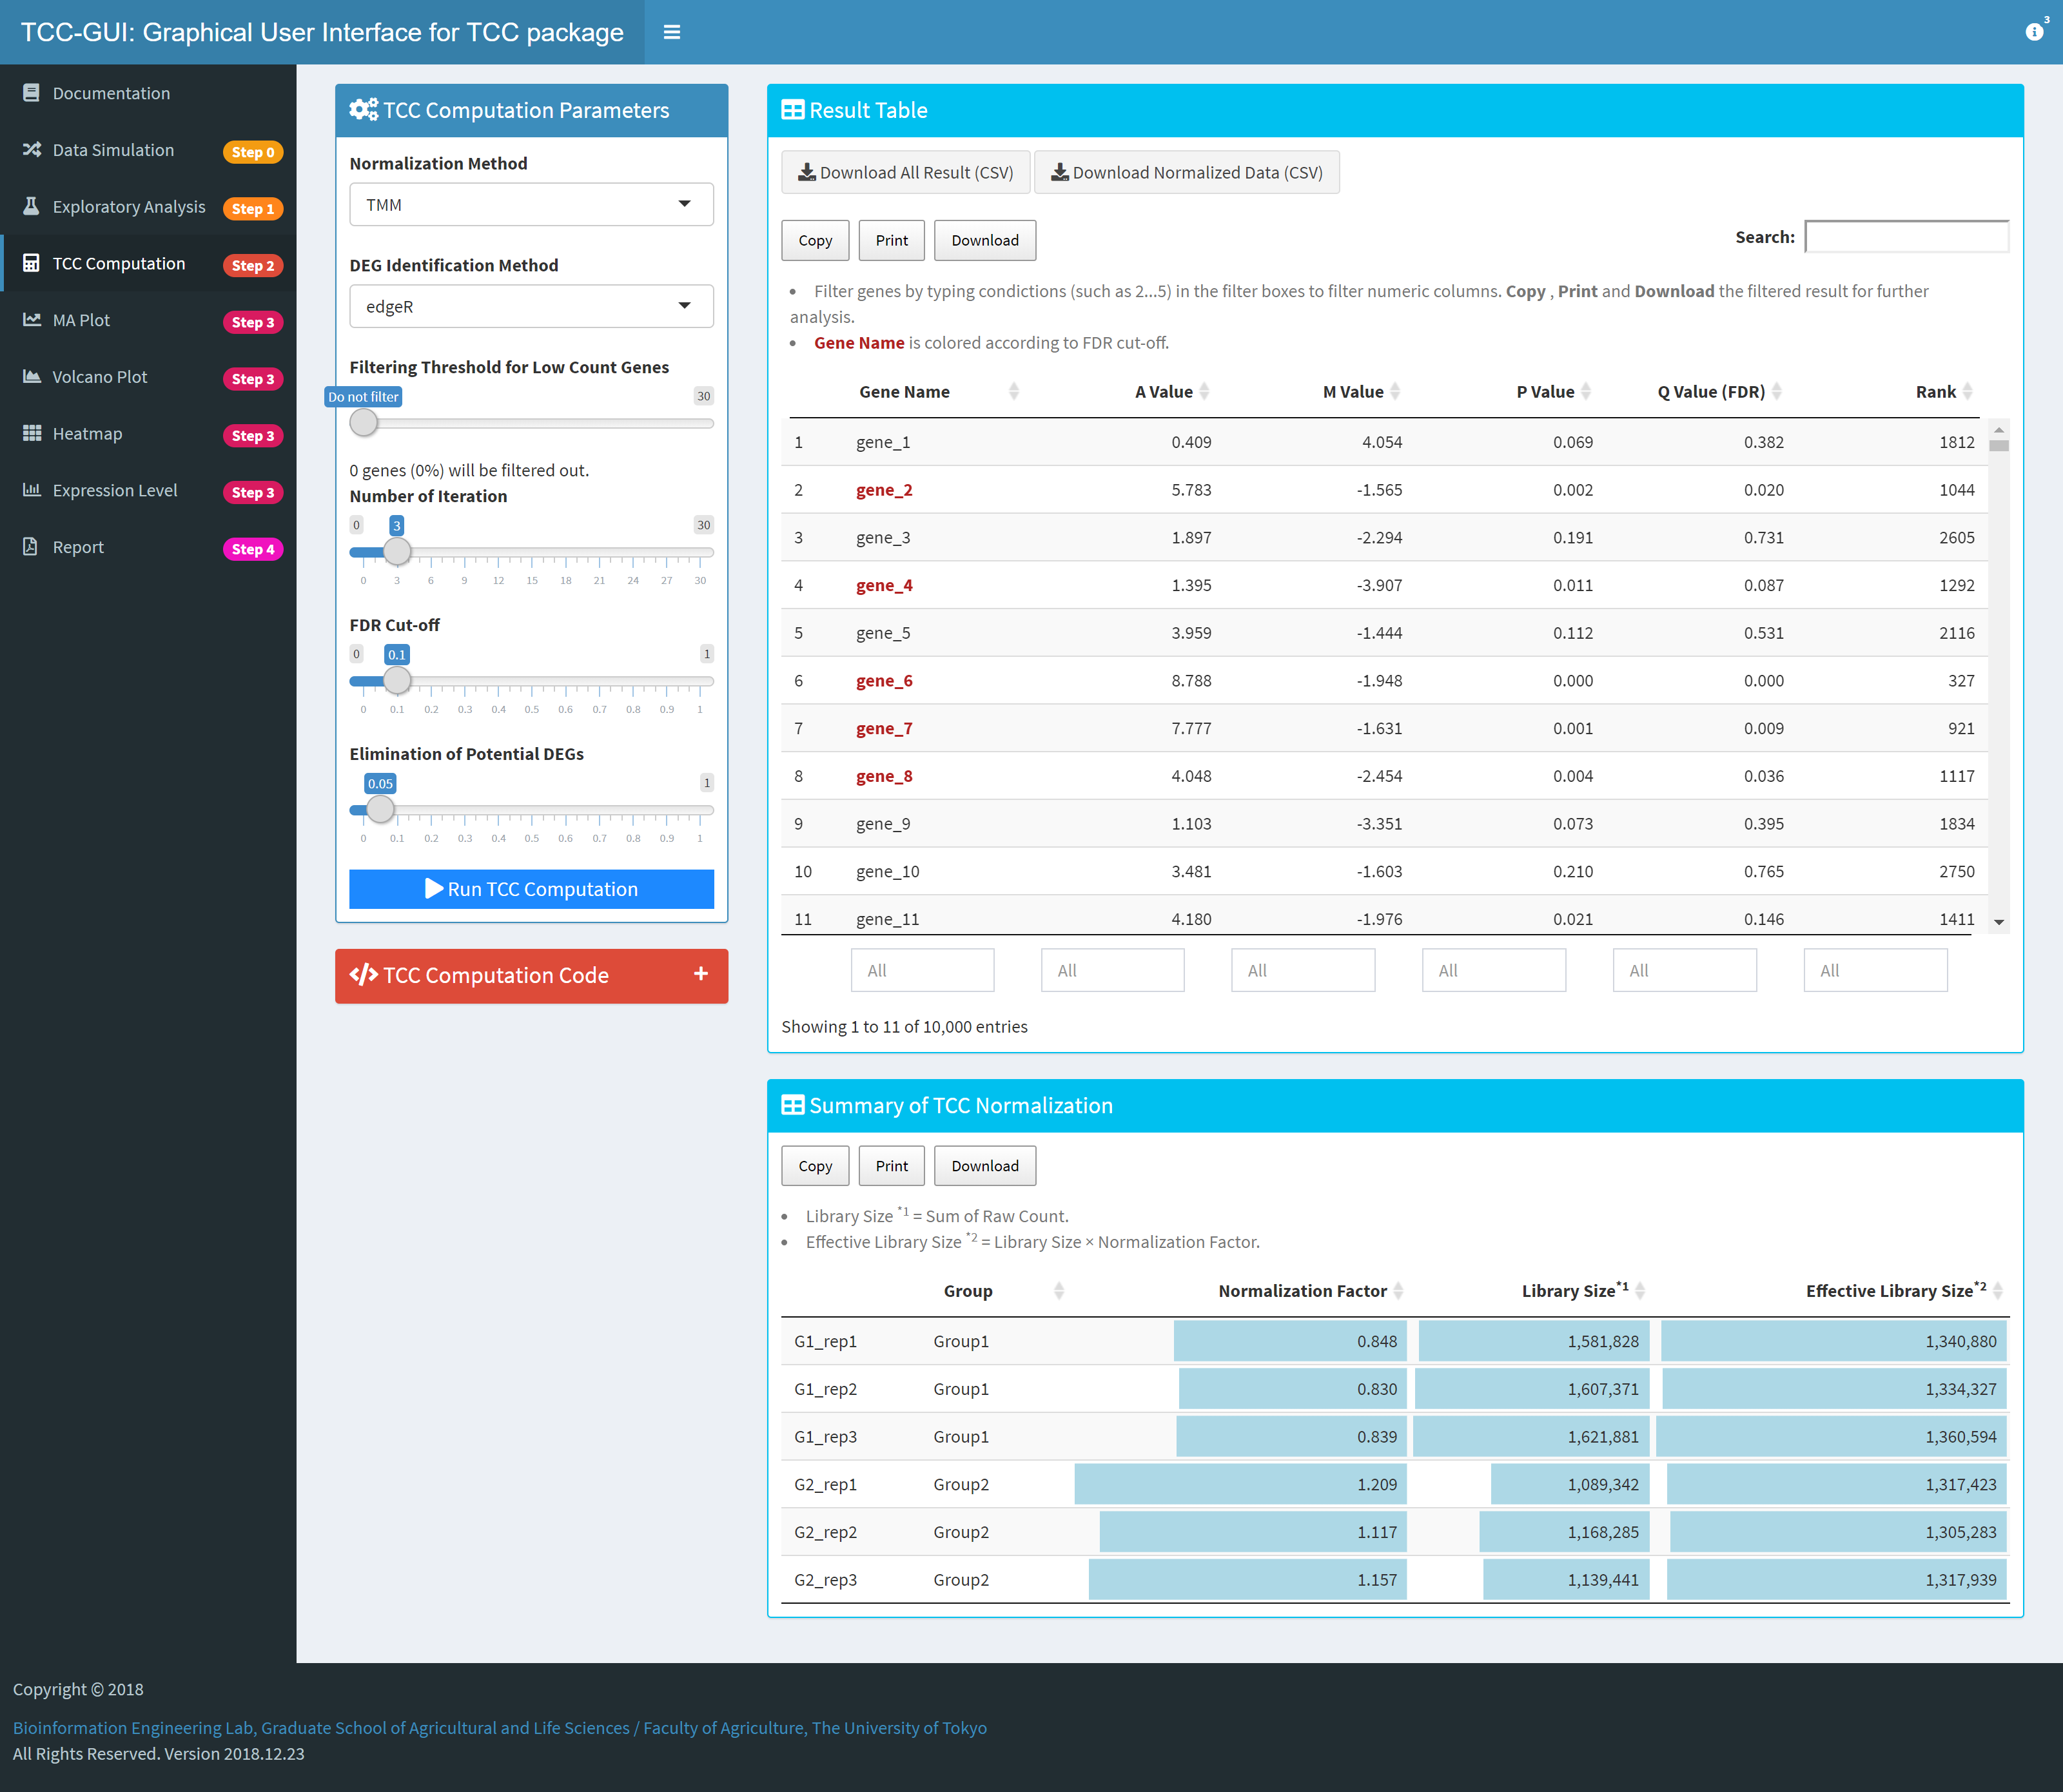 TCC-GUI: Graphical User Interface for TCC package
3
Documentation
Data Simulation Step 0
Exploratory Analysis Step 1
TCC Computation Step 2
MA Plot Step 3
Volcano Plot Step 3
Heatmap Step 3
Expression Level Step 3
Report Step 4
TCC Computation Parameters
Normalization Method
TMM
DEG Identification Method
edgeR
Filtering Threshold for Low Count Genes
Do not filter 30
0 genes (0%) will be filtered out.
Number of Iteration
0 3 30
0 3 6 9 12 15 18 21 24 27 30
FDR Cut-off
0 0.1 1
0 0.1 0.2 0.3 0.4 0.5 0.6 0.7 0.8 0.9 1
Elimination of Potential DEGs
0.05 1
0 0.1 0.2 0.3 0.4 0.5 0.6 0.7 0.8 0.9 1
Run TCC Computation
TCC Computation Code +
Result Table
Download All Result (CSV) Download Normalized Data (CSV)
Copy Print Download Search:
• Filter genes by typing condictions (such as 2...5) in the filter boxes to filter numeric columns. Copy , Print and Download the filtered result for further
analysis.
• Gene Name is colored according to FDR cut-off.
Gene Name A Value M Value P Value Q Value (FDR) Rank
1 gene_1 0.409 4.054 0.069 0.382 1812
2 gene_2 5.783 -1.565 0.002 0.020 1044
3 gene_3 1.897 -2.294 0.191 0.731 2605
4 gene_4 1.395 -3.907 0.011 0.087 1292
5 gene_5 3.959 -1.444 0.112 0.531 2116
6 gene_6 8.788 -1.948 0.000 0.000 327
7 gene_7 7.777 -1.631 0.001 0.009 921
8 gene_8 4.048 -2.454 0.004 0.036 1117
9 gene_9 1.103 -3.351 0.073 0.395 1834
10 gene_10 3.481 -1.603 0.210 0.765 2750
11 gene_11 4.180 -1.976 0.021 0.146 1411
All All All All All All
Showing 1 to 11 of 10,000 entries
Summary of TCC Normalization
Copy Print Download
• Library Size *1 = Sum of Raw Count.
• Effective Library Size *2 = Library Size × Normalization Factor.
Group Normalization Factor Library Size*1 Effective Library Size*2
G1_rep1 Group1 0.848 1,581,828 1,340,880
G1_rep2 Group1 0.830 1,607,371 1,334,327
G1_rep3 Group1 0.839 1,621,881 1,360,594
G2_rep1 Group2 1.209 1,089,342 1,317,423
G2_rep2 Group2 1.117 1,168,285 1,305,283
G2_rep3 Group2 1.157 1,139,441 1,317,939
Copyright © 2018
Bioinformation Engineering Lab, Graduate School of Agricultural and Life Sciences / Faculty of Agriculture, The University of Tokyo
All Rights Reserved. Version 2018.12.23